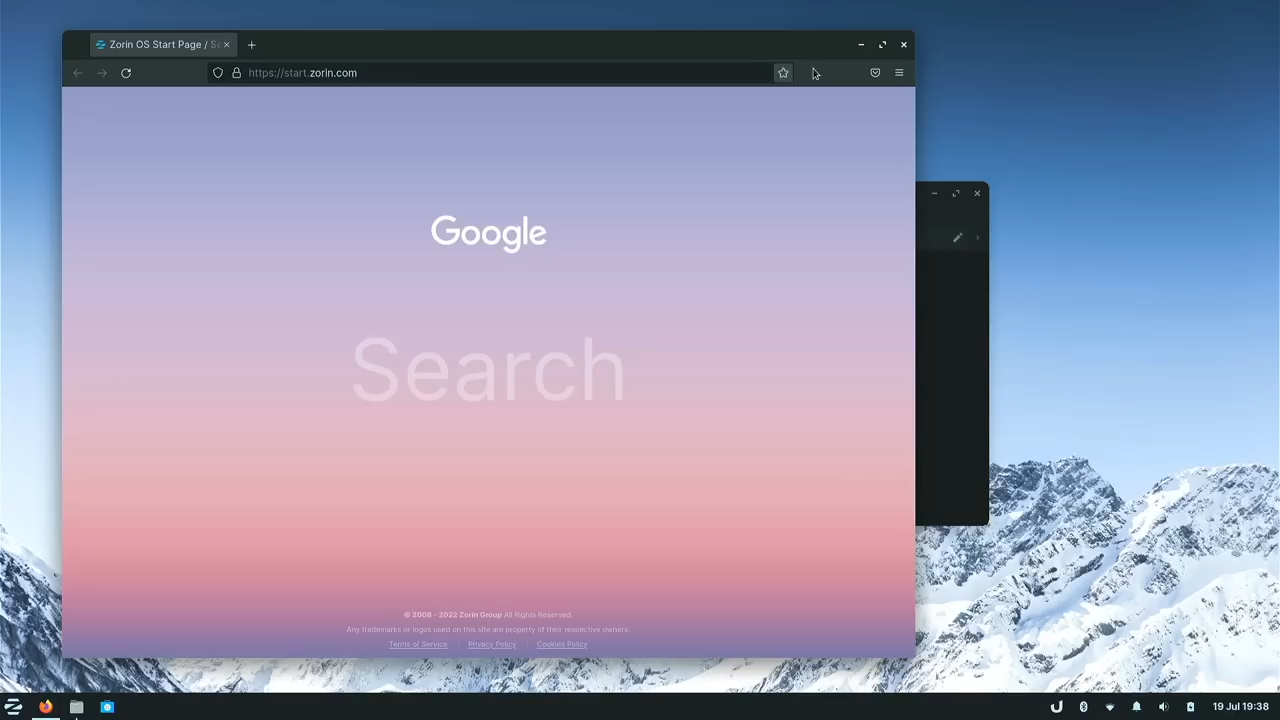 Zorin OS Start Page / Se
https://start.zorin.com
Google
Search
© 2008 - 2022 Zorin Group All Rights Reserved.
Any trademarks or logos used on this site are property of their respective owners.
Terms of Service
Privacy Policy
Cookies Policy
19 Jul 19:38